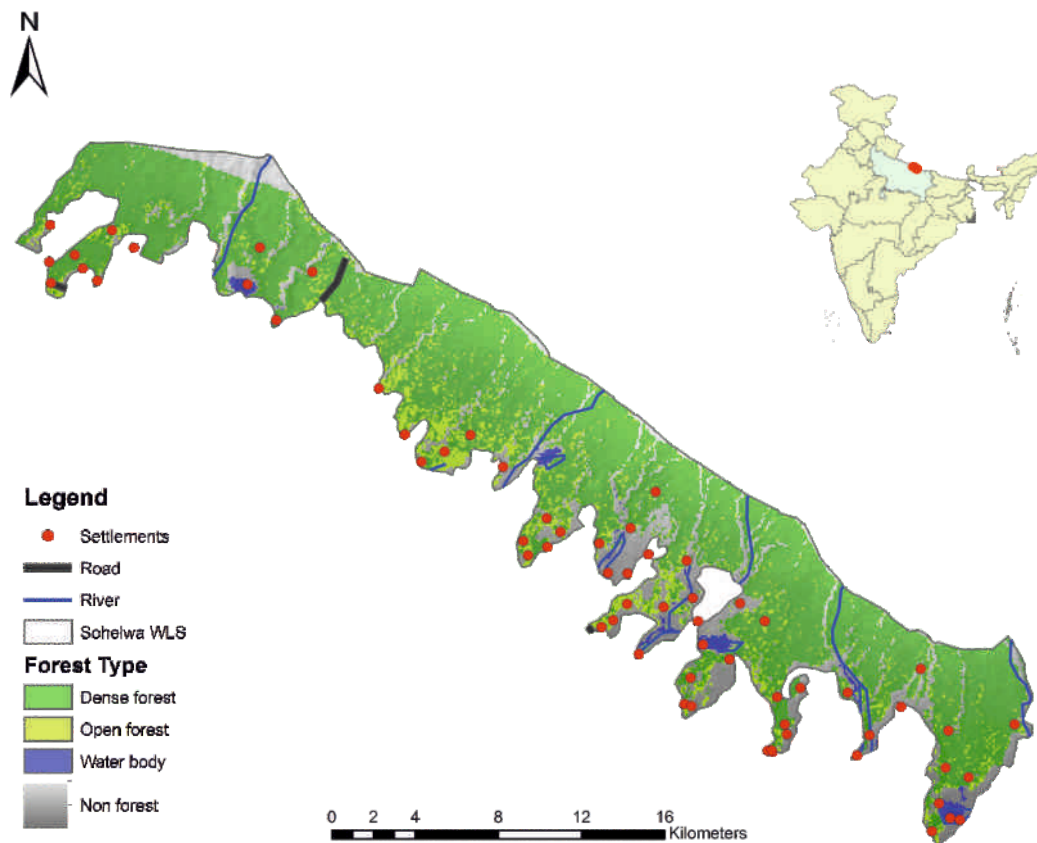 N
Legend
Settlements
Road
River
Sohelwa WLS
Forest Type
Dense forest
Open forest
Water body
Non forest
0 2 4 8 12 16
Kilometers